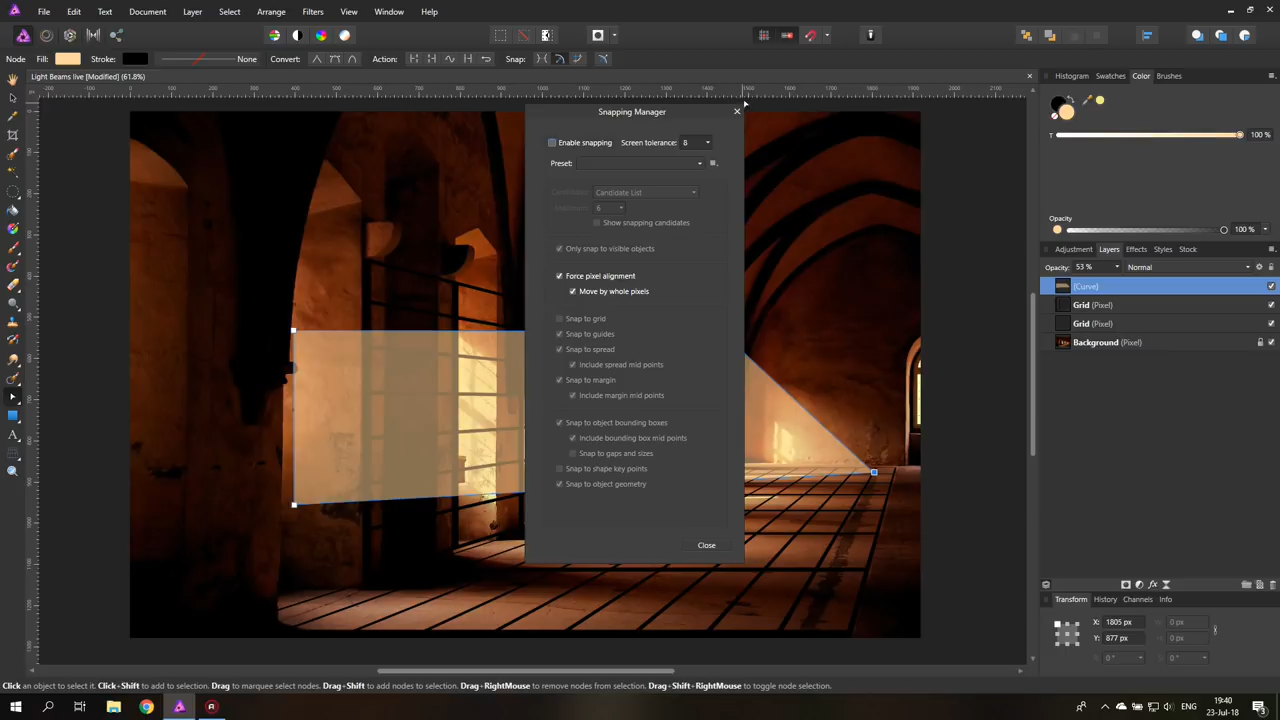 File Edit Text Document Layer Select Arrange Filters View Window Help
Node Fill: Stroke: None Convert: Action: Snap:
Light Beams live [Modified] (61.8%)
Histogram Swatches Color Brushes
100 %
Opacity
100 %
Adjustment Layers Effects Styles Stock
Opacity: 53 % Normal
(Curve)
Grid (Pixel)
Grid (Pixel)
Background (Pixel)
Snapping Manager
Enable snapping Screen tolerance: 8
Preset:
Candidates: Candidate List
6
Show snapping candidates
Only snap to visible objects
Force pixel alignment
Move by whole pixels
Snap to grid
Snap to guides
Snap to spread
Include spread mid points
Snap to margin
Include margin mid points
Snap to object bounding boxes
Include bounding box mid points
Snap to gaps and sizes
Snap to shape key points
Snap to object geometry
Close
Transform History Channels Info
X: 1805 px W: 0 px
Y: 877 px H: 0 px
0 ° 0 °
Click an object to select it. Click+Shift to add to selection. Drag to marquee select nodes. Drag+Shift to add nodes to selection. Drag+RightMouse to remove nodes from selection. Drag+Shift+RightMouse to toggle node selection.
ENG
19:40
23-Jul-18